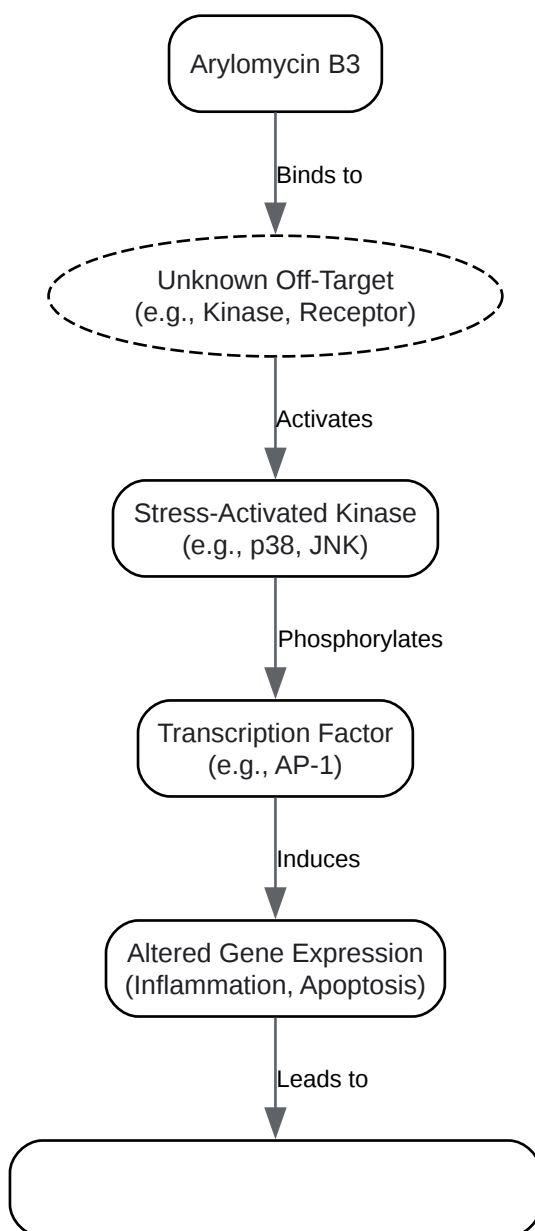 Arylomycin B3
Binds to
Unknown Off-Target
(e.g., Kinase, Receptor)
Activates
Stress-Activated Kinase
(e.g., p38, JNK)
Phosphorylates
Transcription Factor
(e.g., AP-1)
Induces
Altered Gene Expression
(Inflammation, Apoptosis)
Leads to